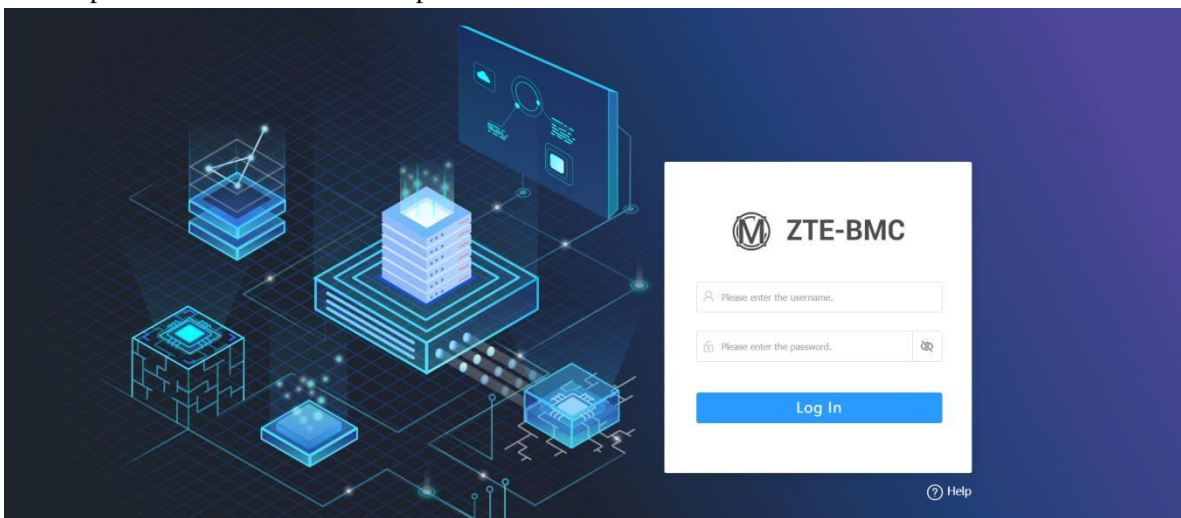 ZTE-BMC
Please enter the username.
Please enter the password.
Log In
? Help